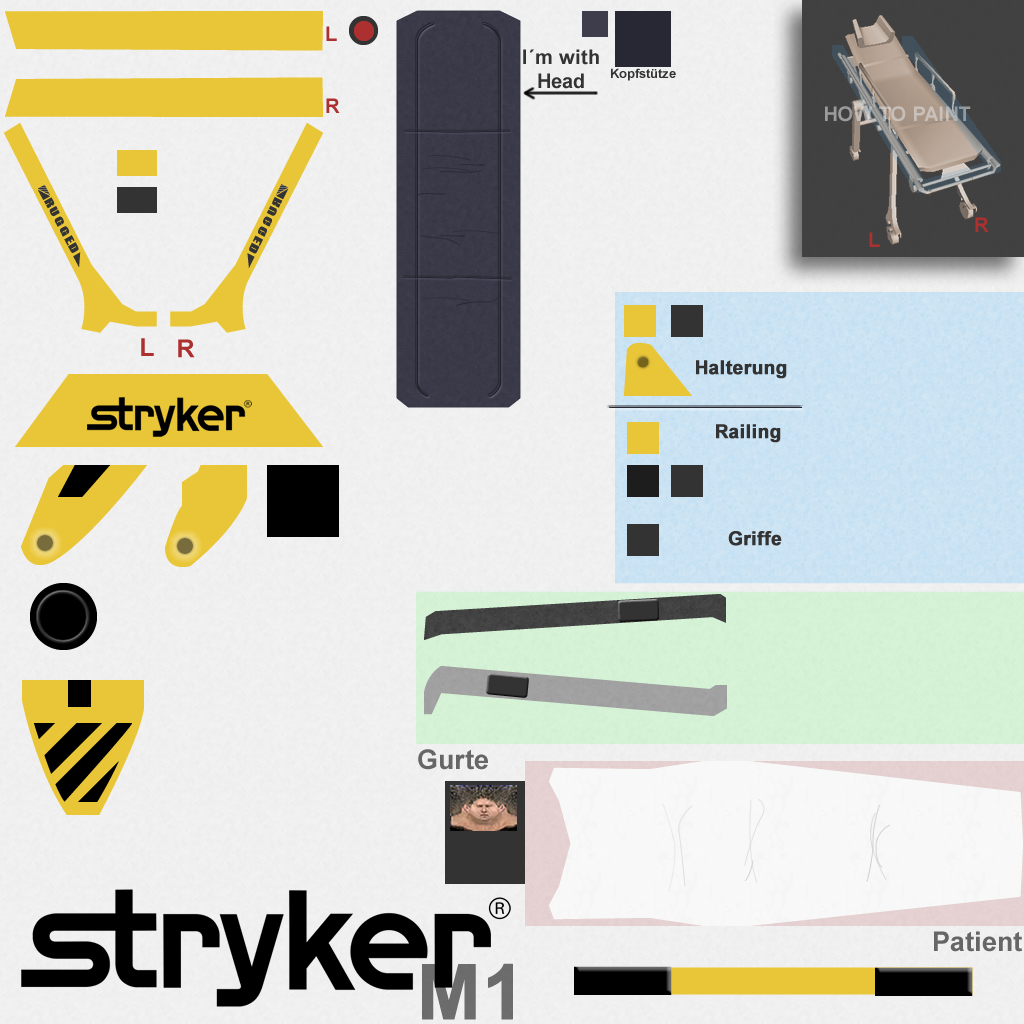 L
R
I´m with
Head
Kopfstütze
HOW TO PAINT
L
R
RUGGED
RUGGED
L R
stryker®
Halterung
Railing
Griffe
Gurte
Patient
stryker®
M1